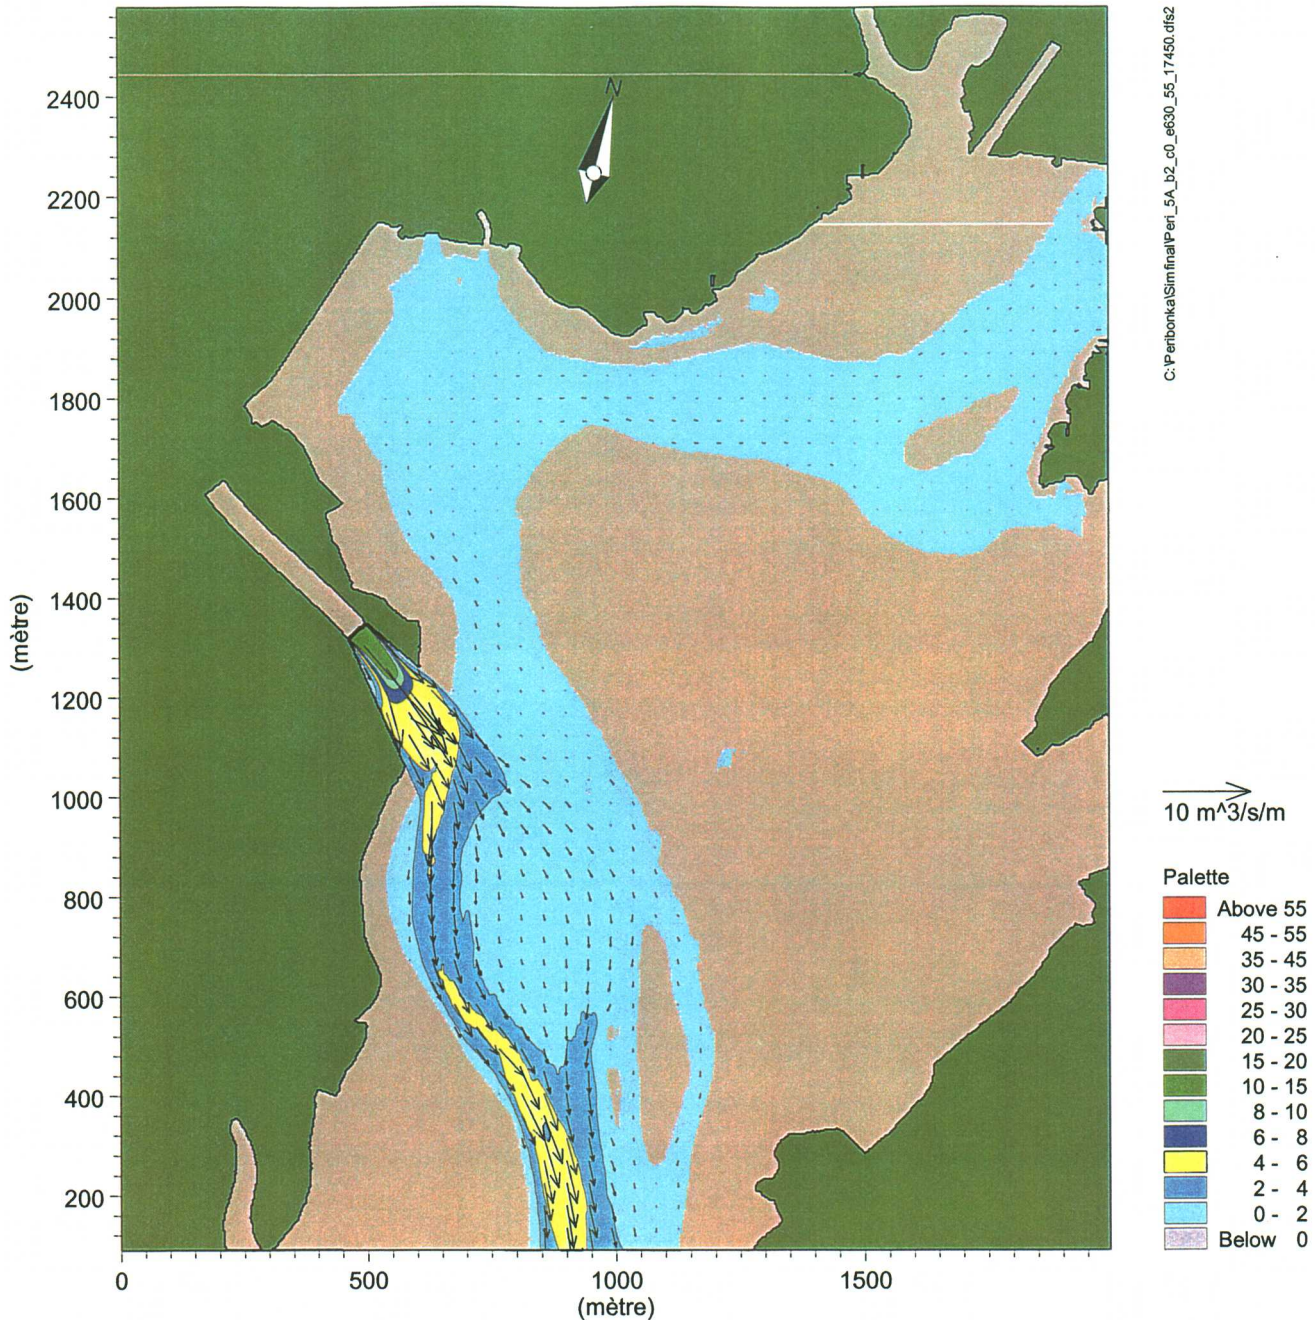 N
C:\Peribonka\Simfinal\Peri_5A_b2_c0_e630_55_17450.dfs2
2400
2200
2000
1800
1600
1400
1200
1000
800
600
400
200
(mètre)
0
500
1000
1500
(mètre)
10 m^3/s/m
Palette
Above 55
45 - 55
35 - 45
30 - 35
25 - 30
20 - 25
15 - 20
10 - 15
8 - 10
6 - 8
4 - 6
2 - 4
0 - 2
Below 0